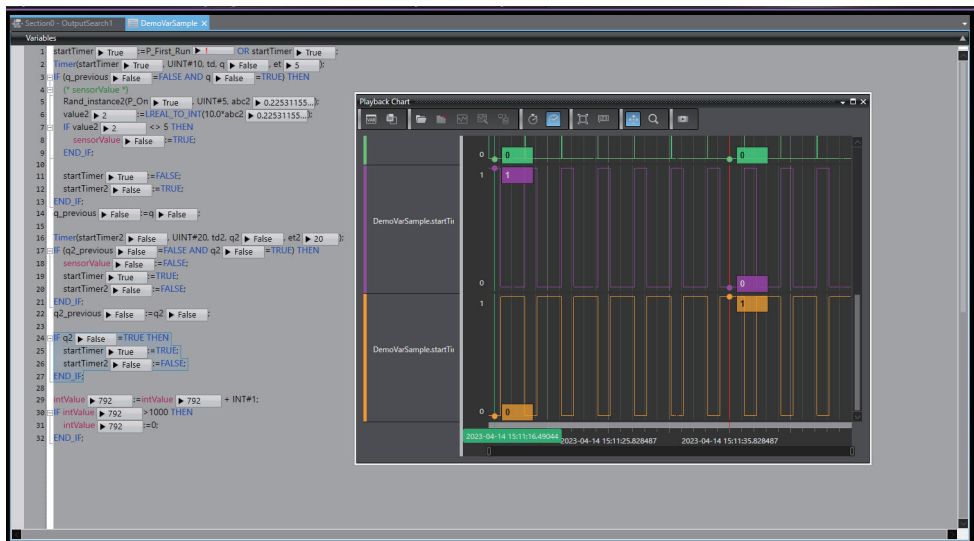 Section0 - OutputSearch1 DemoVarSample ×
Variables
1 startTimer ▶ True :=P_First_Run ▶ ! OR startTimer ▶ True ;
2 Timer(startTimer ▶ True , UINT#10, td, q ▶ False , et ▶ 5 );
3 IF (q_previous ▶ False =FALSE AND q ▶ False =TRUE) THEN
4 (* sensorValue *)
5 Rand_instance2(P_On ▶ True , UINT#5, abc2 ▶ 0.22531155...);
6 value2 ▶ 2 :=LREAL_TO_INT(10.0*abc2 ▶ 0.22531155...);
7 IF value2 ▶ 2 <> 5 THEN
8 sensorValue ▶ False :=TRUE;
9 END_IF;
10
11 startTimer ▶ True :=FALSE;
12 startTimer2 ▶ False :=TRUE;
13 END_IF;
14 q_previous ▶ False :=q ▶ False ;
15
16 Timer(startTimer2 ▶ False , UINT#20, td2, q2 ▶ False , et2 ▶ 20 );
17 IF (q2_previous ▶ False =FALSE AND q2 ▶ False =TRUE) THEN
18 sensorValue ▶ False :=FALSE;
19 startTimer ▶ True :=TRUE;
20 startTimer2 ▶ False :=FALSE;
21 END_IF;
22 q2_previous ▶ False :=q2 ▶ False ;
23
24 IF q2 ▶ False =TRUE THEN
25 startTimer ▶ True :=TRUE;
26 startTimer2 ▶ False :=FALSE;
27 END_IF;
28
29 intValue ▶ 792 :=intValue ▶ 792 + INT#1;
30 IF intValue ▶ 792 >1000 THEN
31 intValue ▶ 792 :=0;
32 END_IF;
Playback Chart
0 0 0
1 1
DemoVarSample.startTi
0 0
1 1
DemoVarSample.startTi
0 0
2023-04-14 15:11:16.49044 2023-04-14 15:11:25.828487 2023-04-14 15:11:35.828487